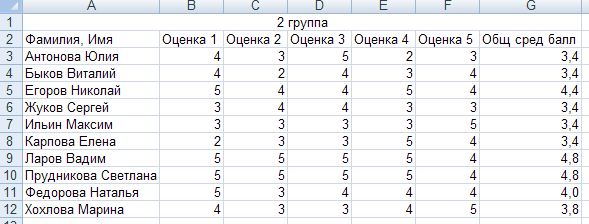 A B C D E F G
1 2 группа
2 Фамилия, Имя Оценка 1 Оценка 2 Оценка 3 Оценка 4 Оценка 5 Общ сред балл
3 Антонова Юлия 4 3 5 2 3 3,4
4 Быков Виталий 4 2 4 3 4 3,4
5 Егоров Николай 5 4 4 5 4 4,4
6 Жуков Сергей 3 4 4 3 3 3,4
7 Ильин Максим 3 3 3 3 5 3,4
8 Карпова Елена 2 3 3 5 4 3,4
9 Ларов Вадим 5 5 5 5 4 4,8
10 Прудникова Светлана 5 5 5 5 4 4,8
11 Федорова Наталья 5 3 4 4 4 4,0
12 Хохлова Марина 4 3 3 4 5 3,8